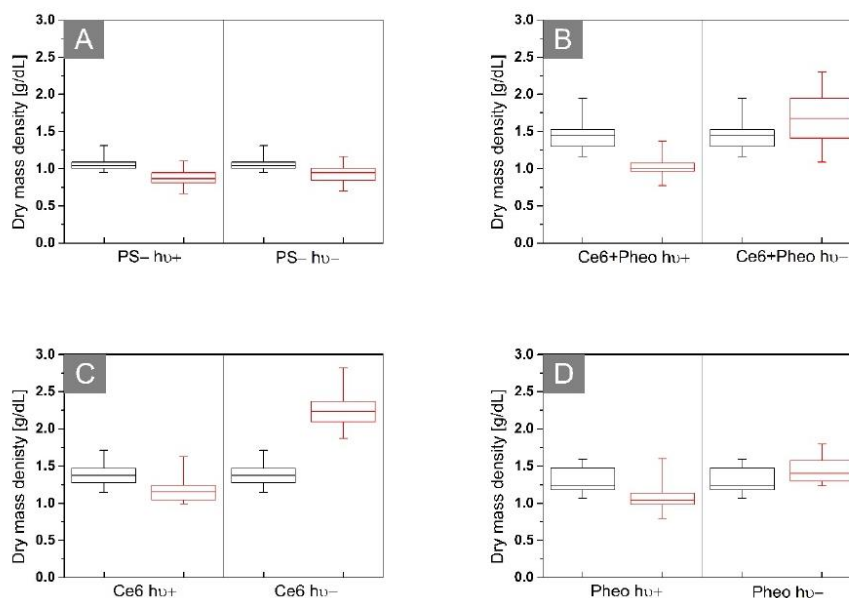 A
Dry mass density [g/dL]
3.0
2.5
2.0
1.5
1.0
0.5
0.0
PS− hυ+ PS− hυ−
B
Dry mass density [g/dL]
3.0
2.5
2.0
1.5
1.0
0.5
0.0
Ce6+Pheo hυ+ Ce6+Pheo hυ−
C
Dry mass denisty [g/dL]
3.0
2.5
2.0
1.5
1.0
0.5
0.0
Ce6 hυ+ Ce6 hυ−
D
Dry mass density [g/dL]
3.0
2.5
2.0
1.5
1.0
0.5
0.0
Pheo hυ+ Pheo hυ−